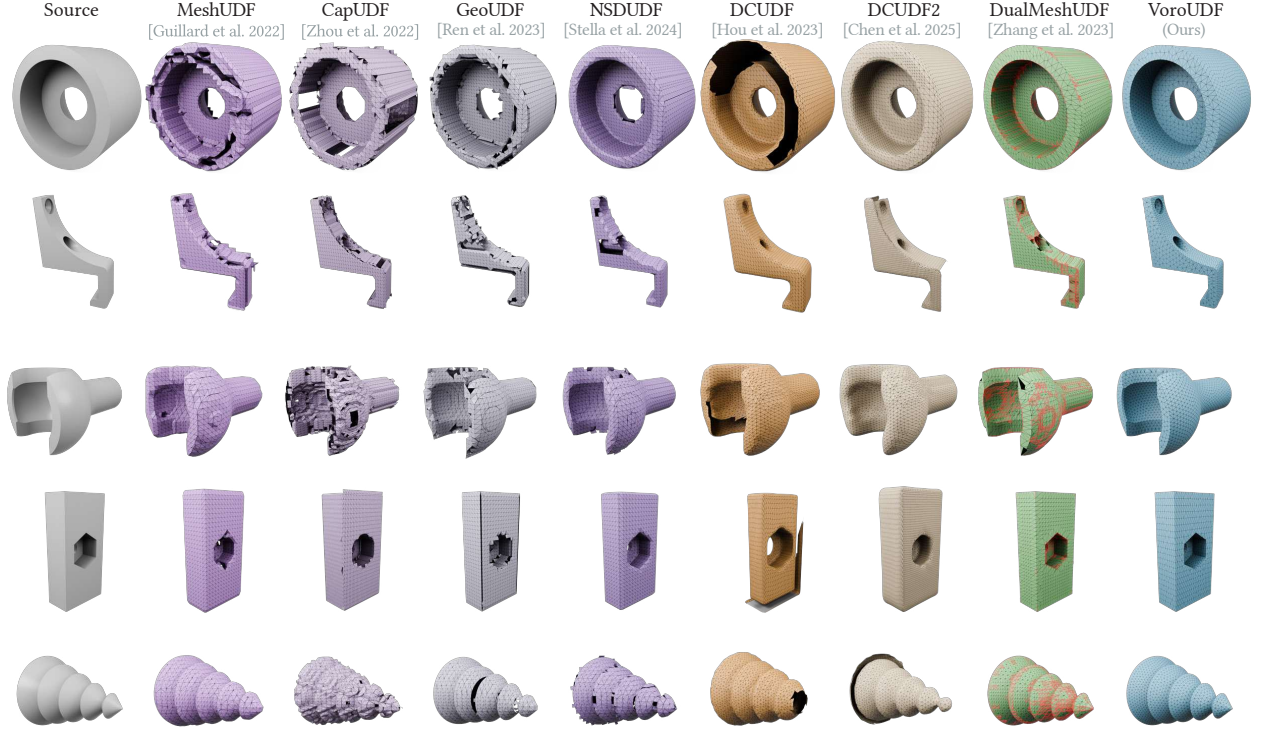 Source MeshUDF CapUDF GeoUDF NSDUDF DCUDF DCUDF2 DualMeshUDF VoroUDF
[Guillard et al. 2022] [Zhou et al. 2022] [Ren et al. 2023] [Stella et al. 2024] [Hou et al. 2023] [Chen et al. 2025] [Zhang et al. 2023] (Ours)